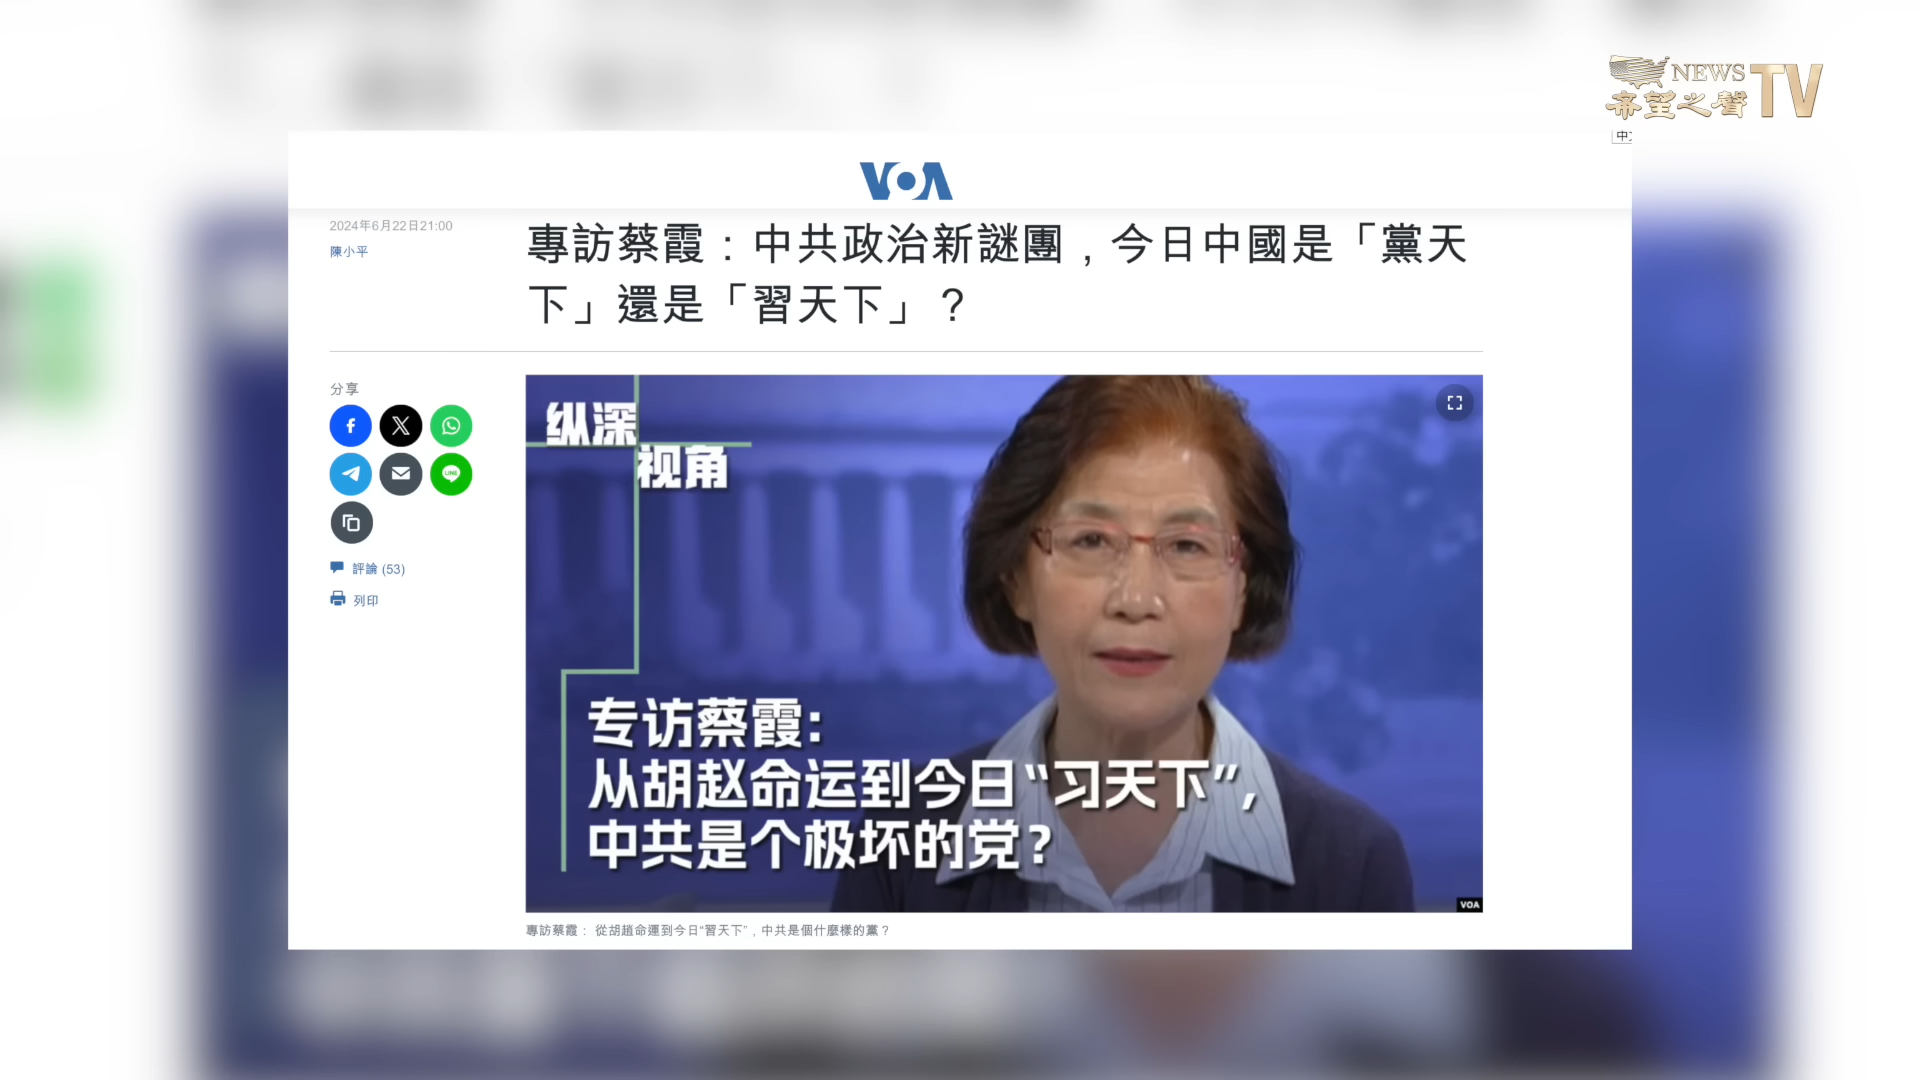 NEWS
希望之聲
TV
中文
VOA
2024年6月22日21:00
陳小平
專訪蔡霞：中共政治新謎團，今日中國是「黨天
下」還是「習天下」？
分享
評論 (53)
列印
纵深
视角
专访蔡霞:
从胡赵命运到今日“习天下”,
中共是个极坏的党?
VOA
專訪蔡霞： 從胡趙命運到今日“習天下”，中共是個什麼樣的黨？
LINE